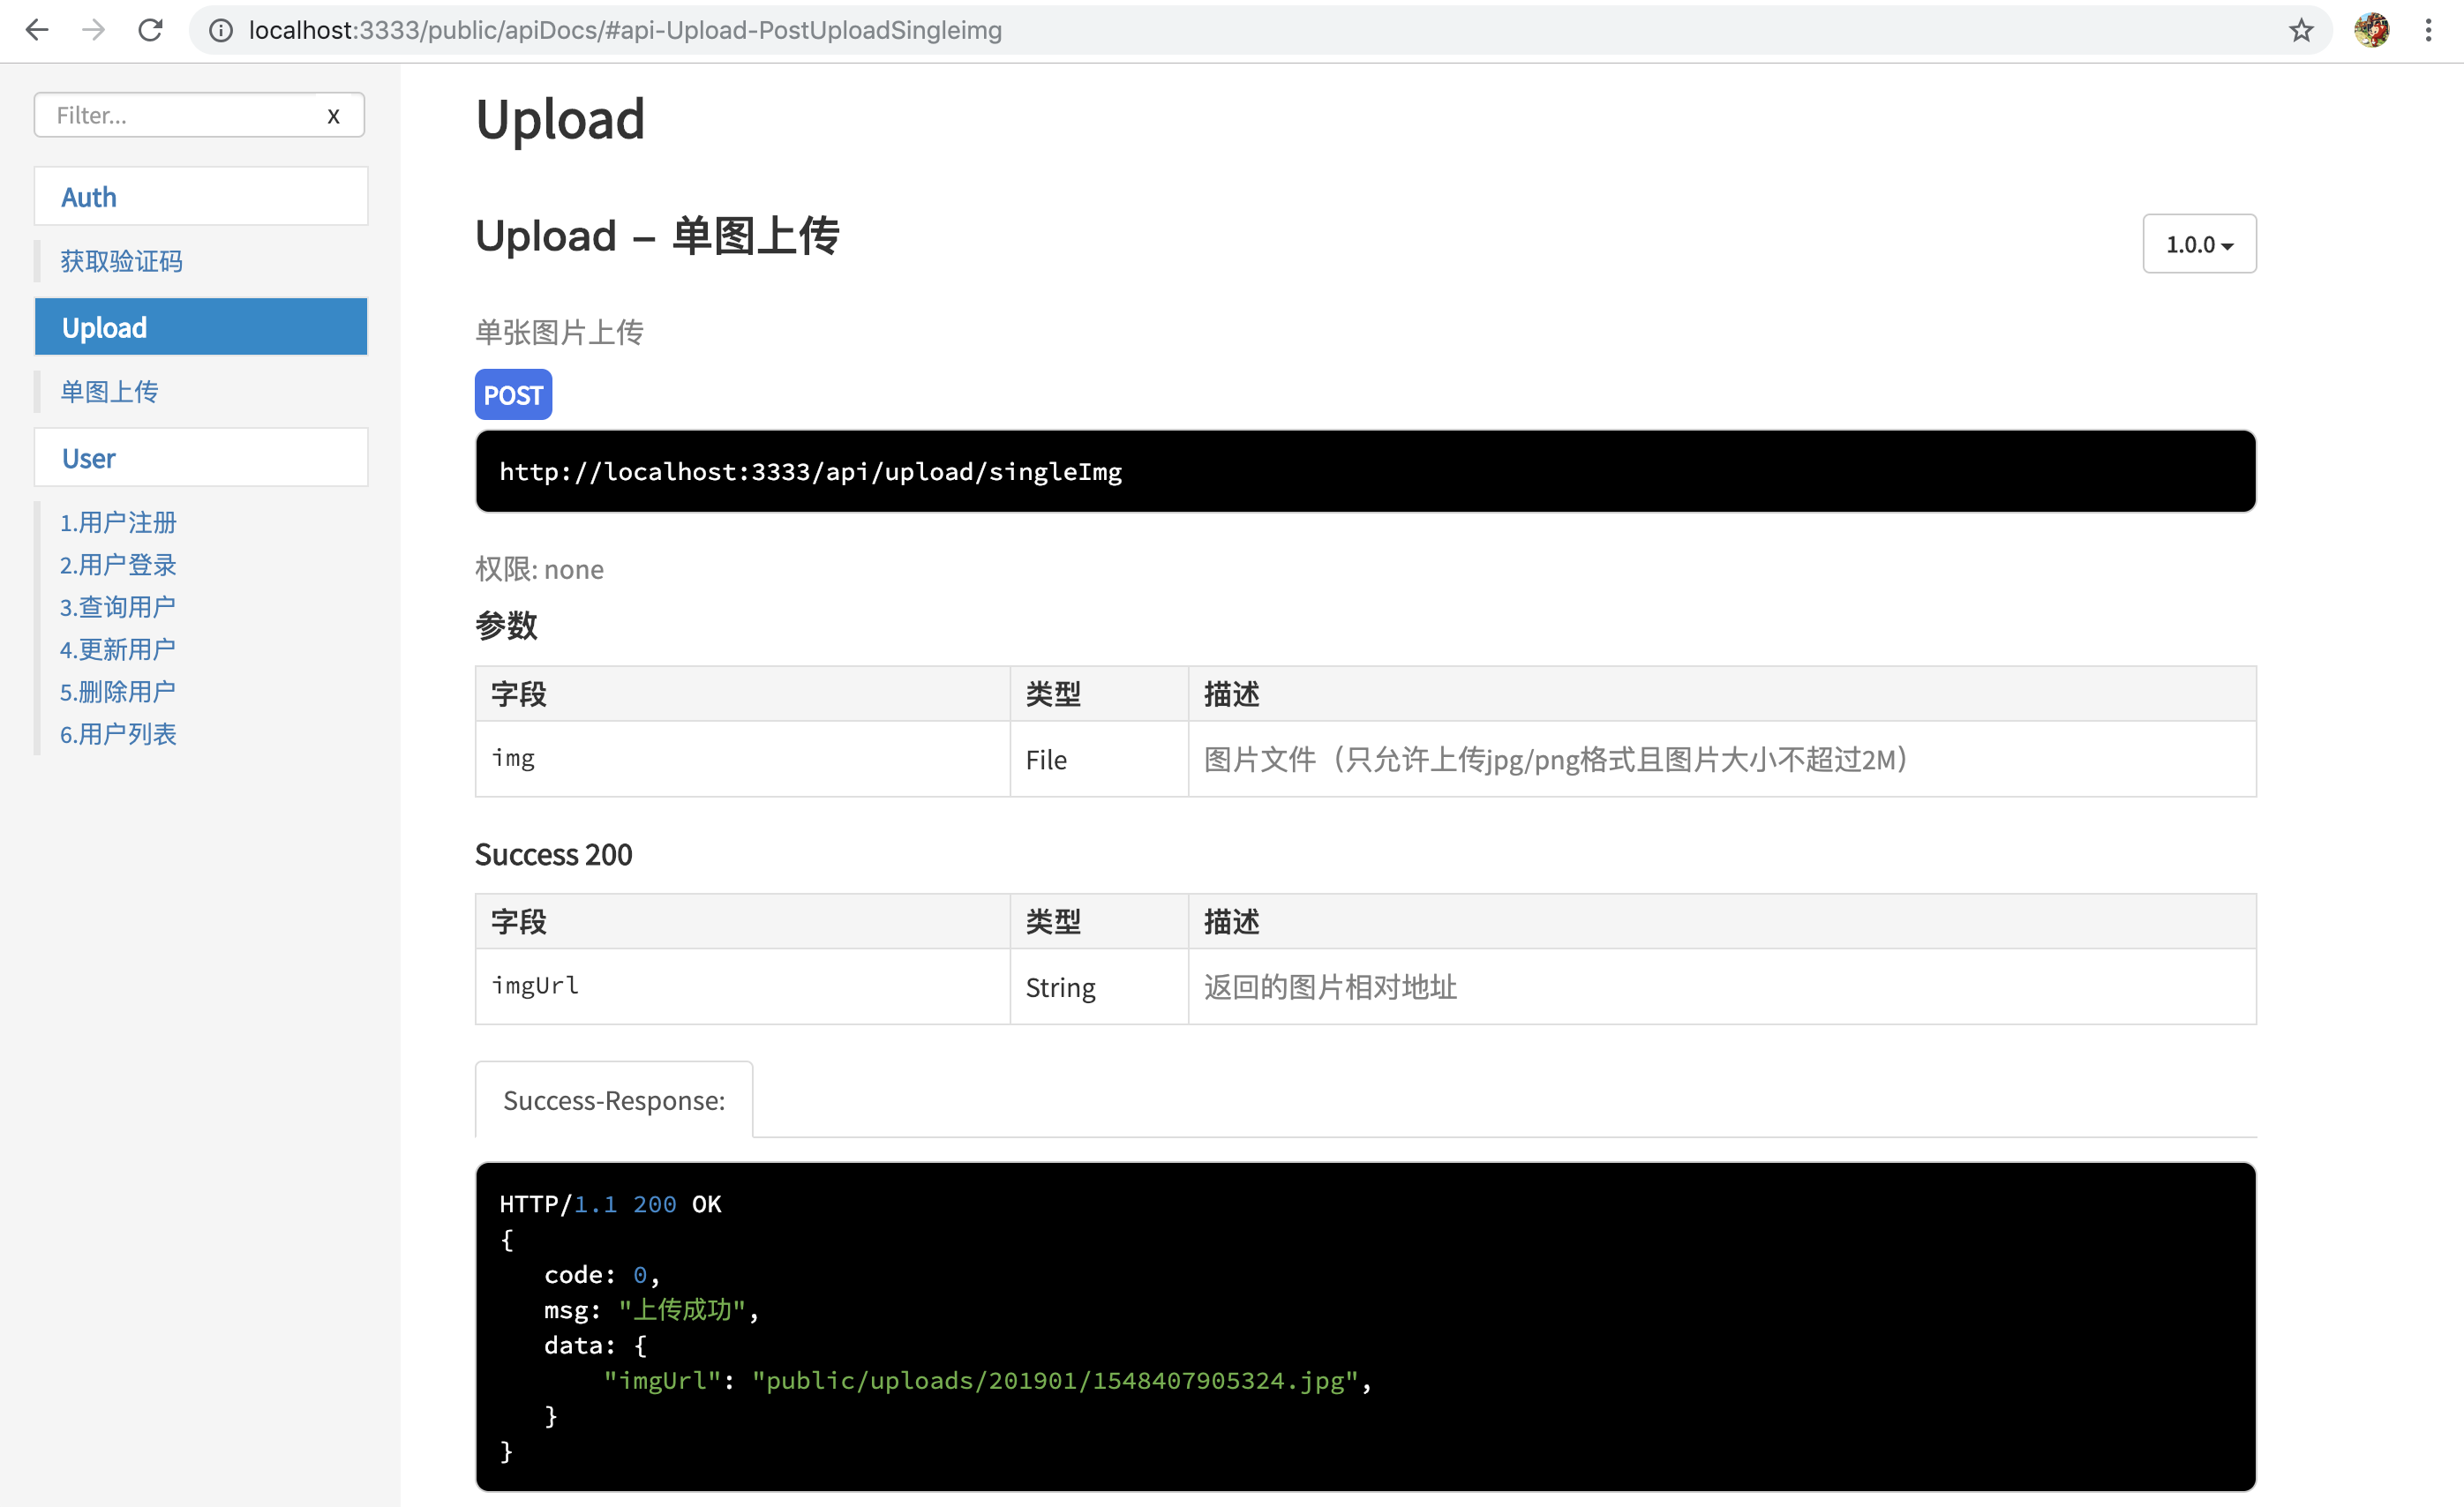 localhost:3333/public/apiDocs/#api-Upload-PostUploadSingleimg
Filter...
x
Auth
获取验证码
Upload
单图上传
User
1.用户注册
2.用户登录
3.查询用户
4.更新用户
5.删除用户
6.用户列表
Upload
Upload – 单图上传
1.0.0
单张图片上传
POST
http://localhost:3333/api/upload/singleImg
权限: none
参数
字段 类型 描述
img File 图片文件（只允许上传jpg/png格式且图片大小不超过2M）
Success 200
字段 类型 描述
imgUrl String 返回的图片相对地址
Success-Response:
HTTP/1.1 200 OK
{
code: 0,
msg: "上传成功",
data: {
"imgUrl": "public/uploads/201901/1548407905324.jpg",
}
}